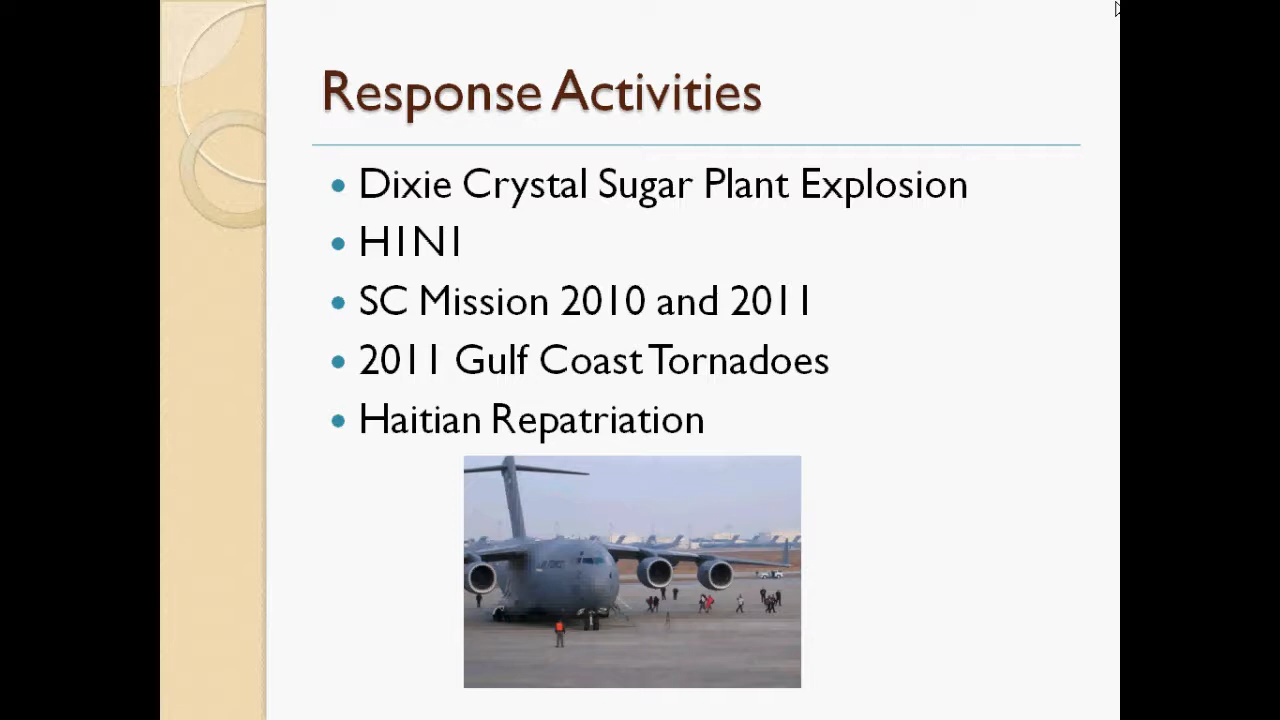 Response Activities
Dixie Crystal Sugar Plant Explosion
H1N1
SC Mission 2010 and 2011
2011 Gulf Coast Tornadoes
Haitian Repatriation